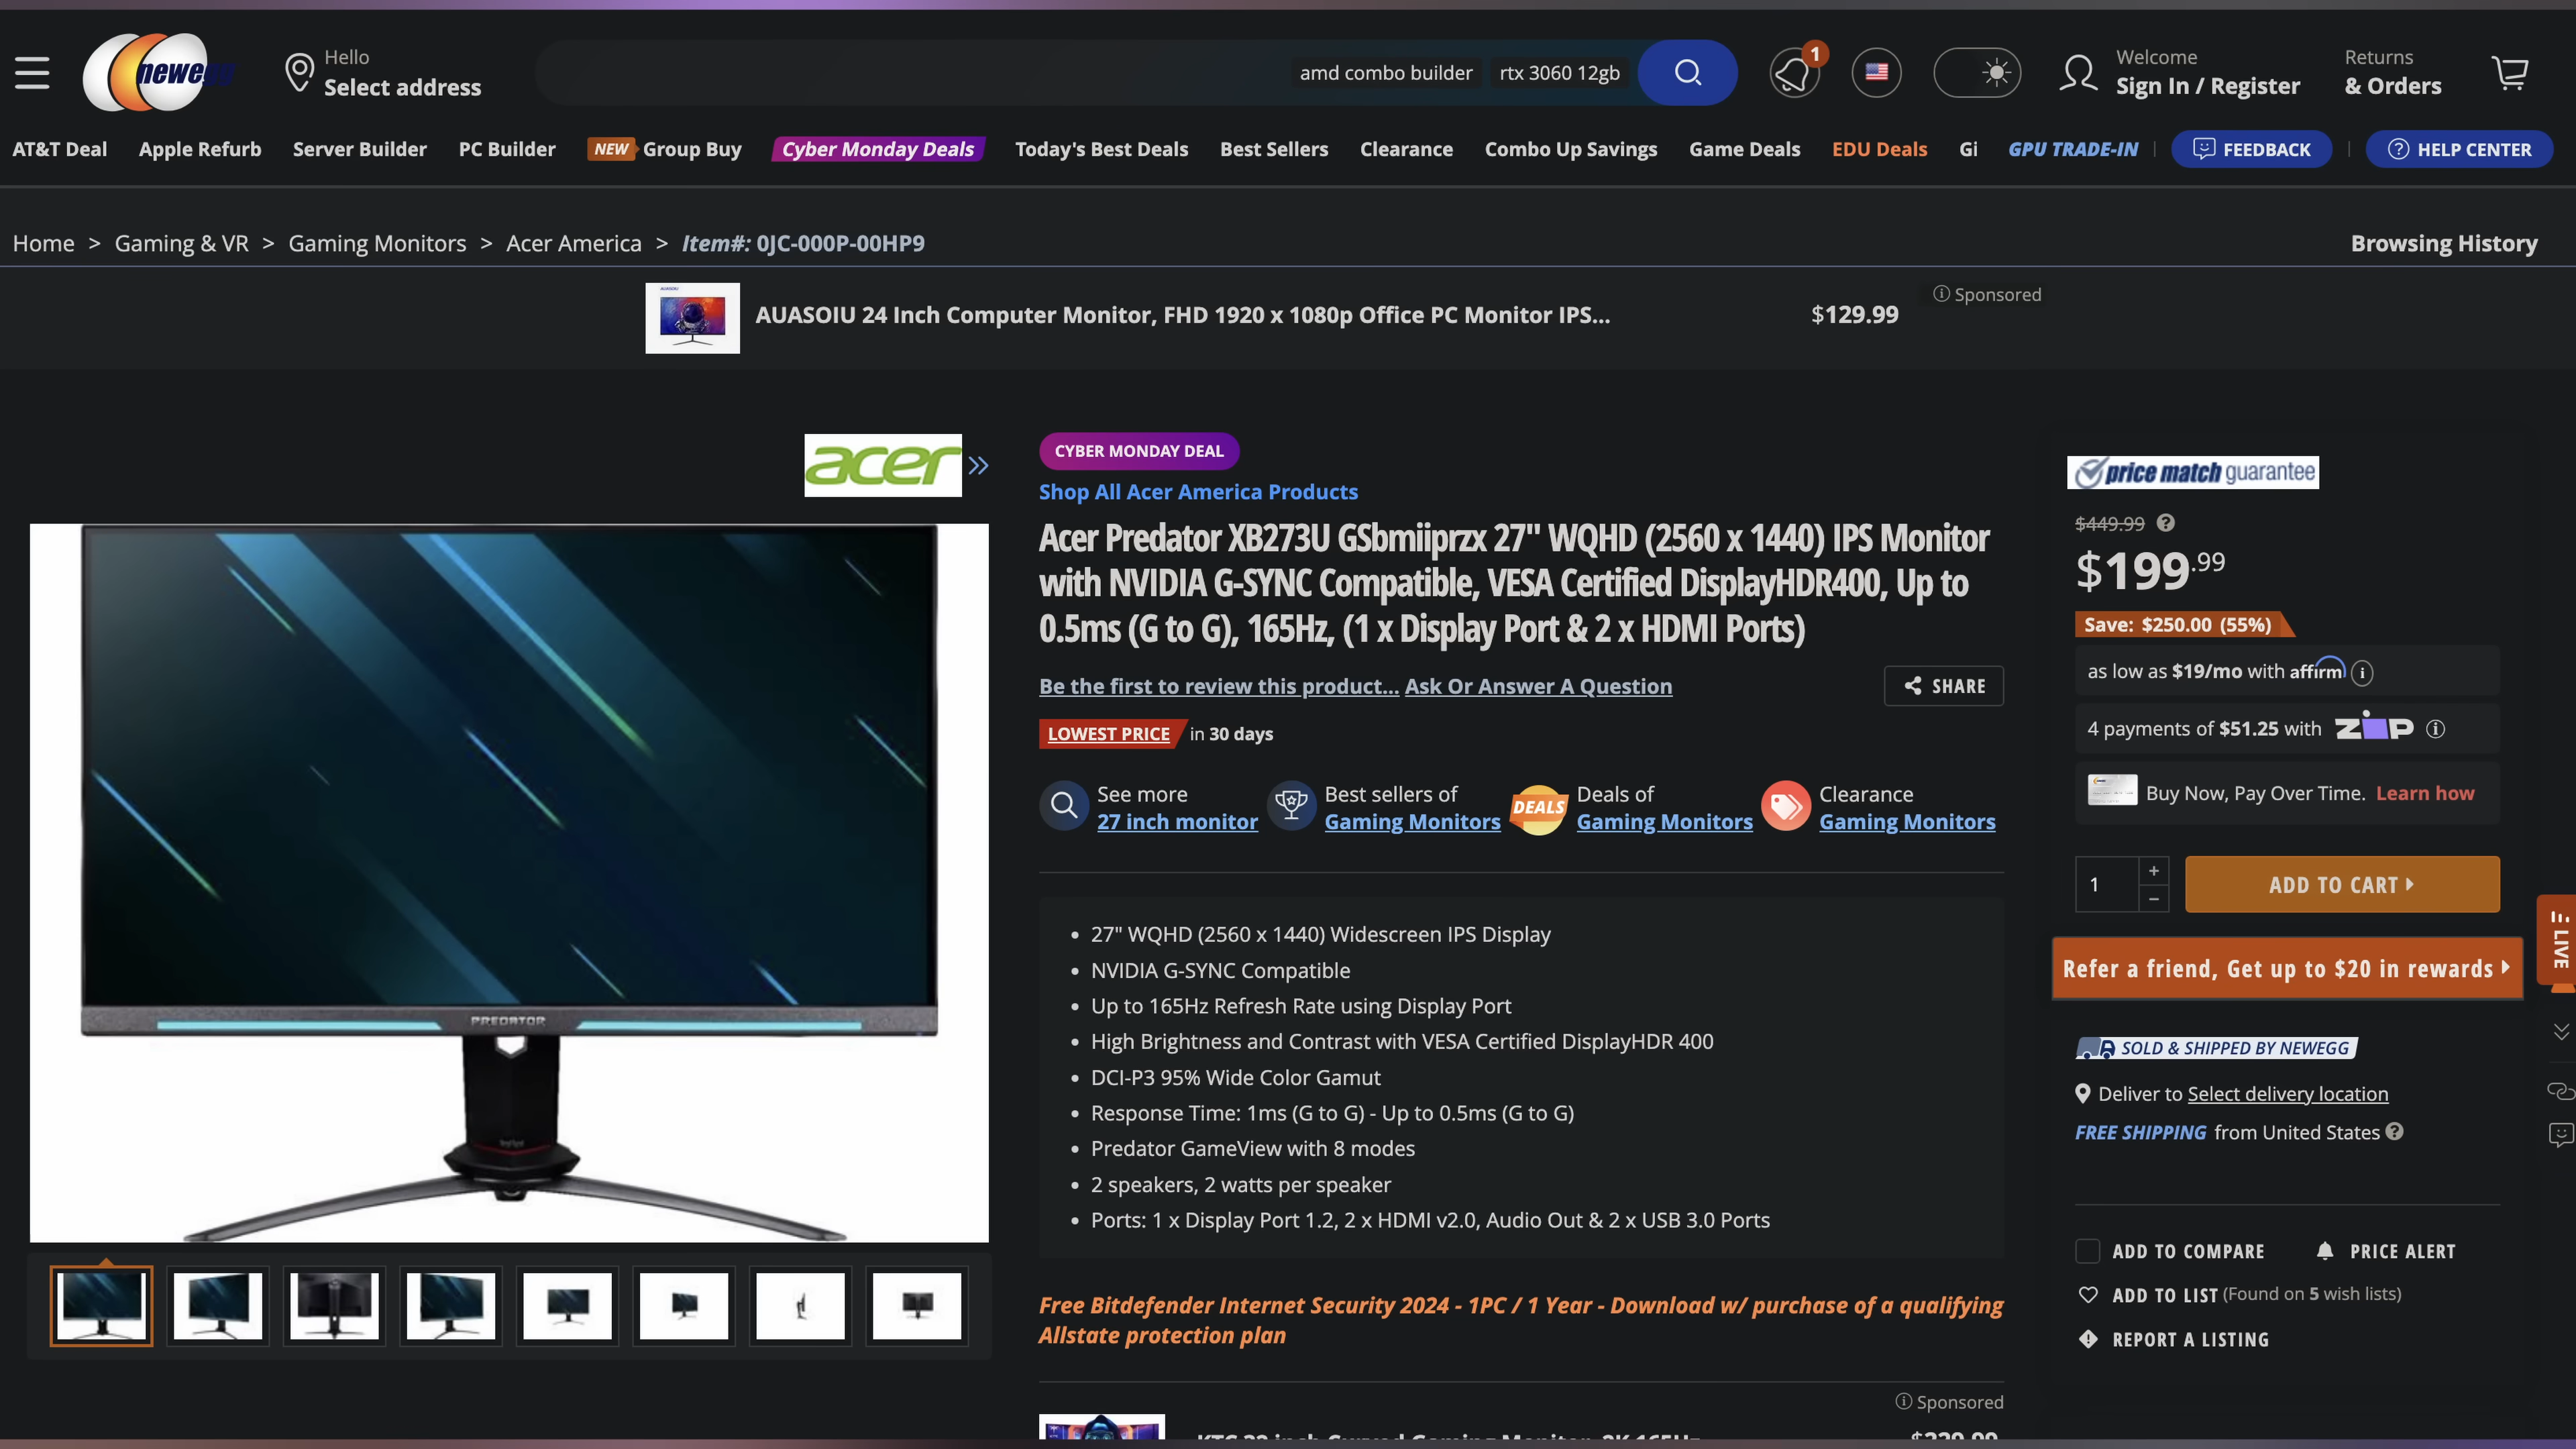 newegg
Hello
Select address
amd combo builder
rtx 3060 12gb
1
Welcome
Sign In / Register
Returns
& Orders
AT&T Deal
Apple Refurb
Server Builder
PC Builder
NEW Group Buy
Cyber Monday Deals
Today's Best Deals
Best Sellers
Clearance
Combo Up Savings
Game Deals
EDU Deals
Gi
GPU TRADE-IN
FEEDBACK
HELP CENTER
Home > Gaming & VR > Gaming Monitors > Acer America > Item#: 0JC-000P-00HP9
Browsing History
AUASOIU 24 Inch Computer Monitor, FHD 1920 x 1080p Office PC Monitor IPS...
$129.99
Sponsored
acer
PREDATOR
CYBER MONDAY DEAL
Shop All Acer America Products
Acer Predator XB273U GSbmiiprzx 27" WQHD (2560 x 1440) IPS Monitor
with NVIDIA G-SYNC Compatible, VESA Certified DisplayHDR400, Up to
0.5ms (G to G), 165Hz, (1 x Display Port & 2 x HDMI Ports)
Be the first to review this product... Ask Or Answer A Question
SHARE
LOWEST PRICE in 30 days
See more
27 inch monitor
Best sellers of
Gaming Monitors
DEALS
Deals of
Gaming Monitors
Clearance
Gaming Monitors
• 27" WQHD (2560 x 1440) Widescreen IPS Display
• NVIDIA G-SYNC Compatible
• Up to 165Hz Refresh Rate using Display Port
• High Brightness and Contrast with VESA Certified DisplayHDR 400
• DCI-P3 95% Wide Color Gamut
• Response Time: 1ms (G to G) - Up to 0.5ms (G to G)
• Predator GameView with 8 modes
• 2 speakers, 2 watts per speaker
• Ports: 1 x Display Port 1.2, 2 x HDMI v2.0, Audio Out & 2 x USB 3.0 Ports
Free Bitdefender Internet Security 2024 - 1PC / 1 Year - Download w/ purchase of a qualifying
Allstate protection plan
Sponsored
price match guarantee
$449.99
$199.99
Save: $250.00 (55%)
as low as $19/mo with affirm
4 payments of $51.25 with ZIP
Buy Now, Pay Over Time. Learn how
1
+
−
ADD TO CART
Refer a friend, Get up to $20 in rewards
LIVE
SOLD & SHIPPED BY NEWEGG
Deliver to Select delivery location
FREE SHIPPING from United States
ADD TO COMPARE
PRICE ALERT
ADD TO LIST (Found on 5 wish lists)
REPORT A LISTING